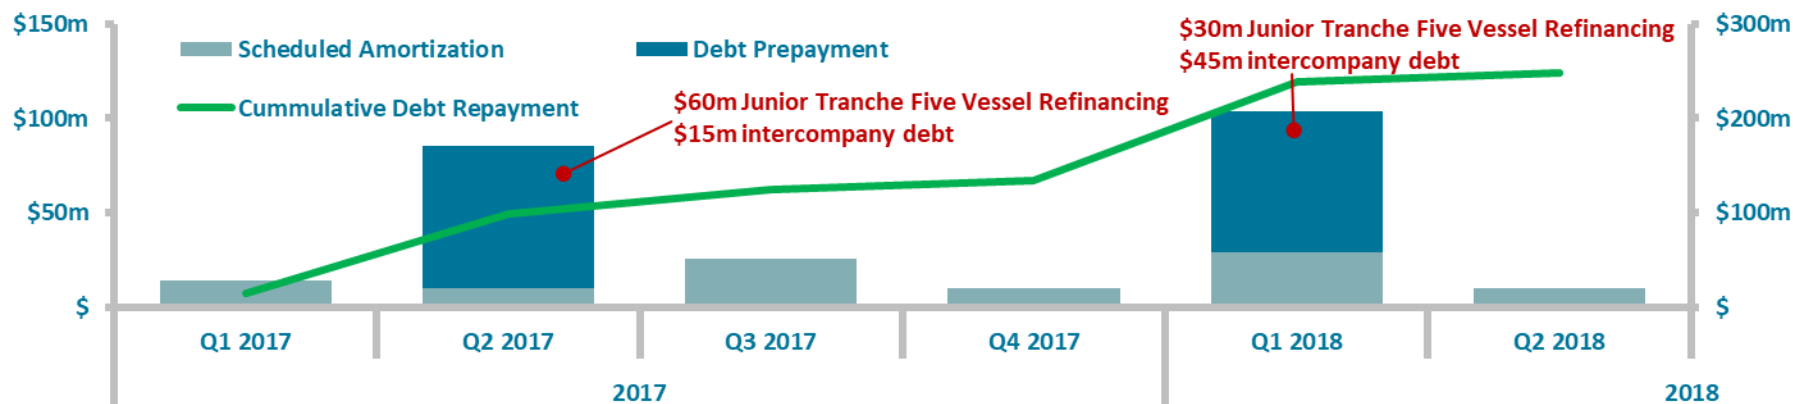 $150m
$100m
$50m
$
Scheduled Amortization
Debt Prepayment
Cummulative Debt Repayment
$60m Junior Tranche Five Vessel Refinancing
$15m intercompany debt
$30m Junior Tranche Five Vessel Refinancing
$45m intercompany debt
$300m
$200m
$100m
$
Q1 2017
Q2 2017
Q3 2017
Q4 2017
Q1 2018
Q2 2018
2017
2018